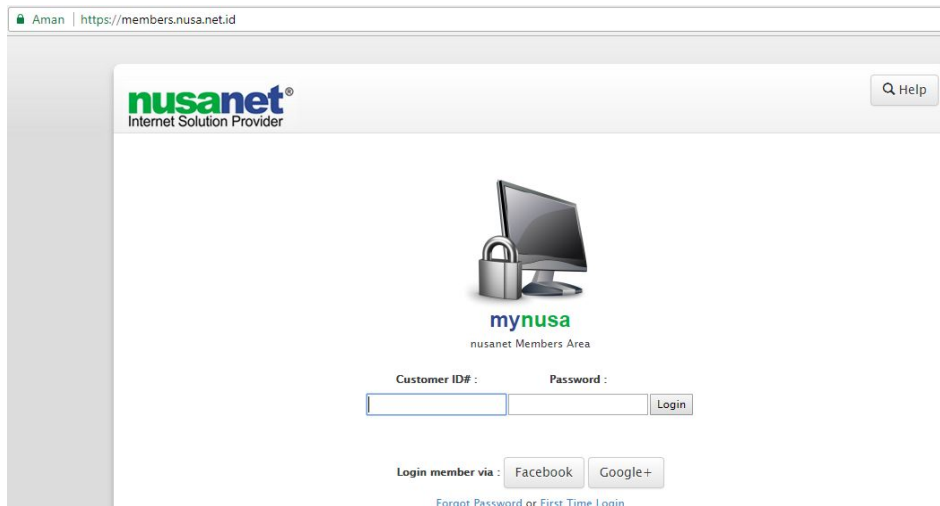 Aman | https://members.nusa.net.id
nusanet®
Internet Solution Provider
Help
mynusa
nusanet Members Area
Customer ID# : Password :
Login
Login member via : Facebook Google+
Forgot Password or First Time Login